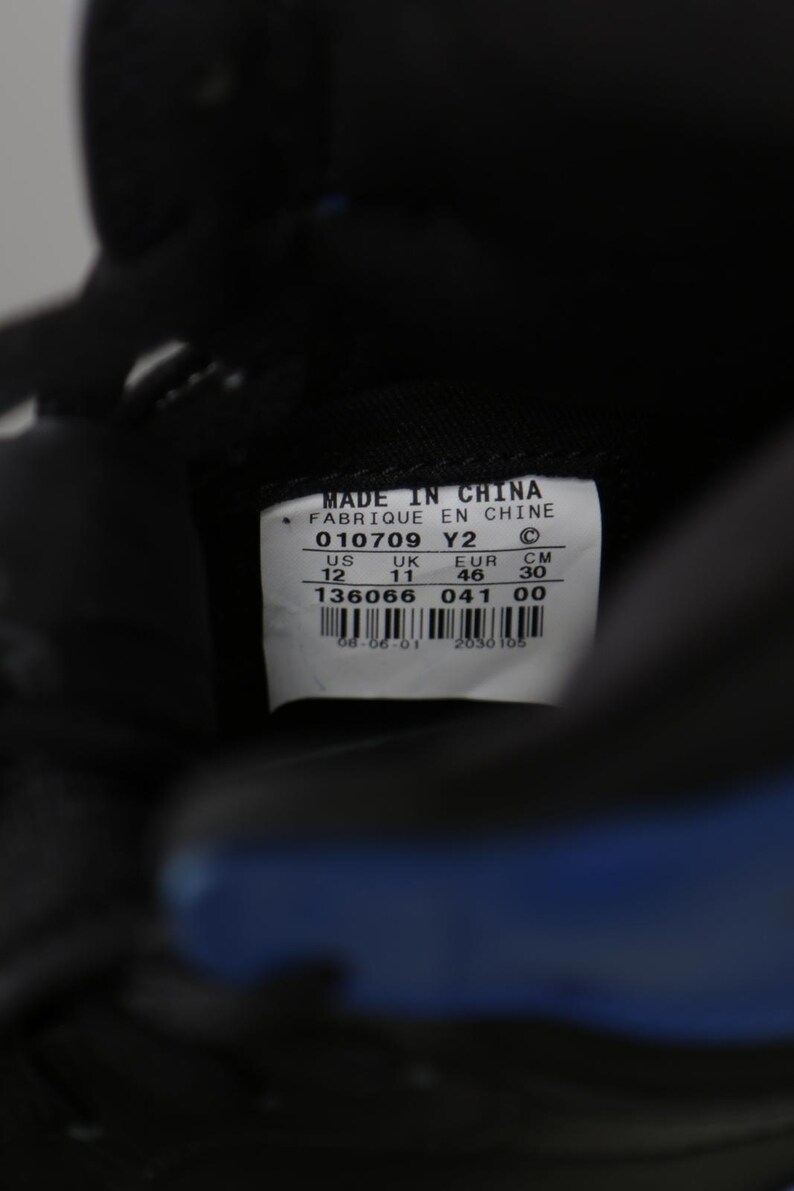 MADE IN CHINA
FABRIQUE EN CHINE
010709 Y2 ©
US UK EUR CM
12 11 46 30
136066 041 00
08-06-01 2030105